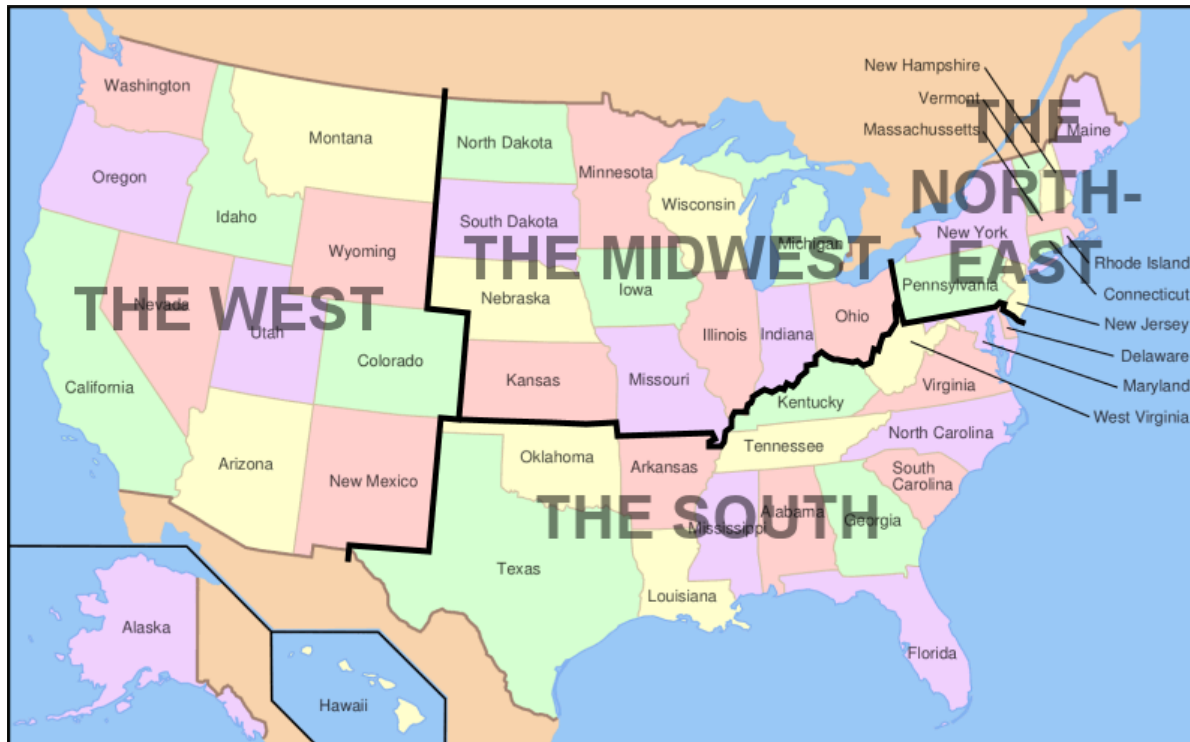 New Hampshire
Vermont
Massachussetts
THE
NORTH-
EAST
Maine
Washington
Montana
North Dakota
Minnesota
Oregon
Idaho
Wyoming
South Dakota
Wisconsin
Michigan
New York
THE MIDWEST
Rhode Island
Connecticut
New Jersey
Delaware
Maryland
West Virginia
Pennsylvania
THE WEST
Nevada
Utah
Colorado
California
Nebraska
Iowa
Illinois
Indiana
Ohio
Kansas
Missouri
Kentucky
Virginia
Arizona
New Mexico
Oklahoma
Arkansas
Tennessee
North Carolina
South
Carolina
THE SOUTH
Mississippi
Alabama
Georgia
Texas
Louisiana
Florida
Alaska
Hawaii